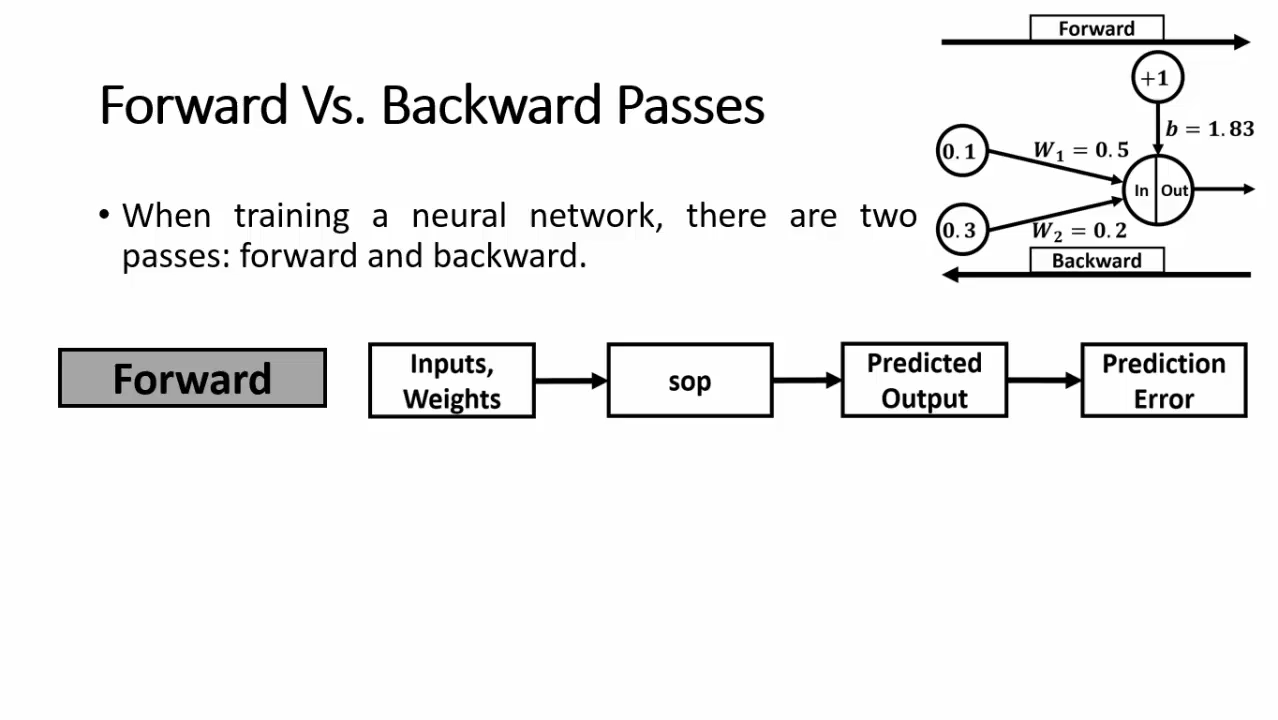 Forward
+1
b = 1.83
0.1
W₁ = 0.5
In Out
0.3
W₂ = 0.2
Backward
Forward Vs. Backward Passes
• When training a neural network, there are two
passes: forward and backward.
Forward
Inputs,
Weights
sop
Predicted
Output
Prediction
Error